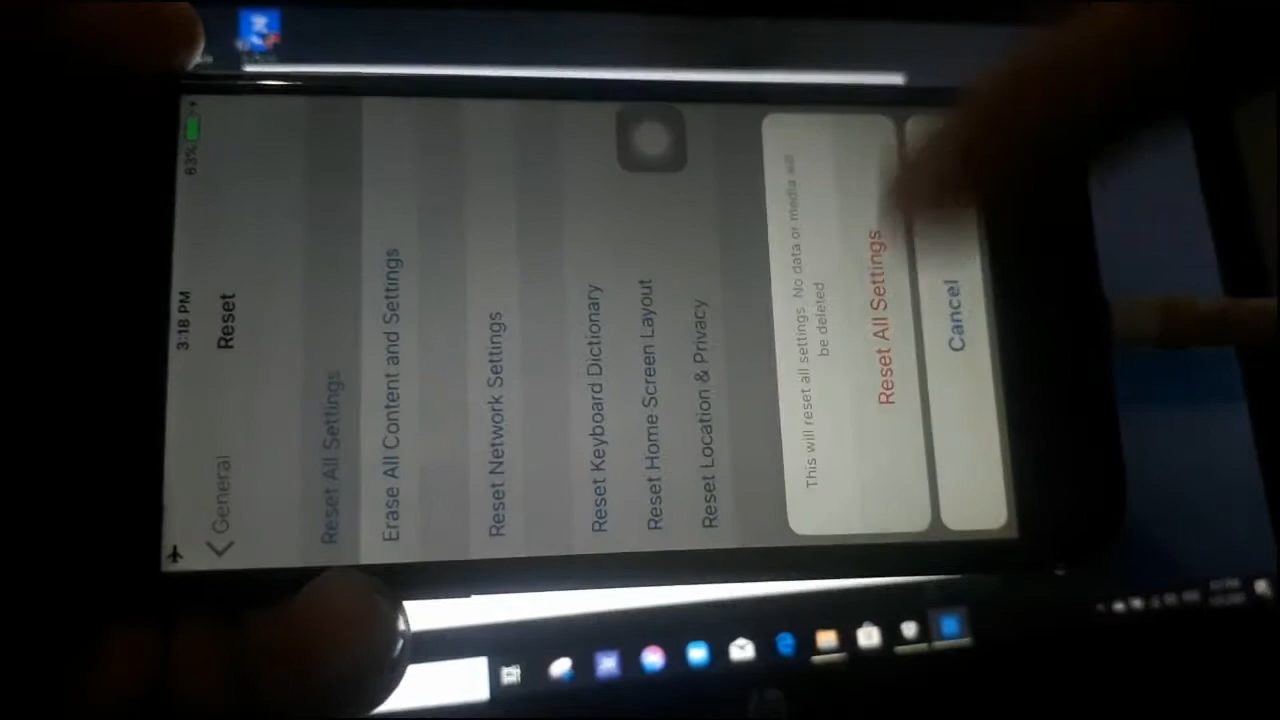 3:18 PM
83%
General
Reset
Reset All Settings
Erase All Content and Settings
Reset Network Settings
Reset Keyboard Dictionary
Reset Home Screen Layout
Reset Location & Privacy
This will reset all settings. No data or media will
be deleted
Reset All Settings
Cancel